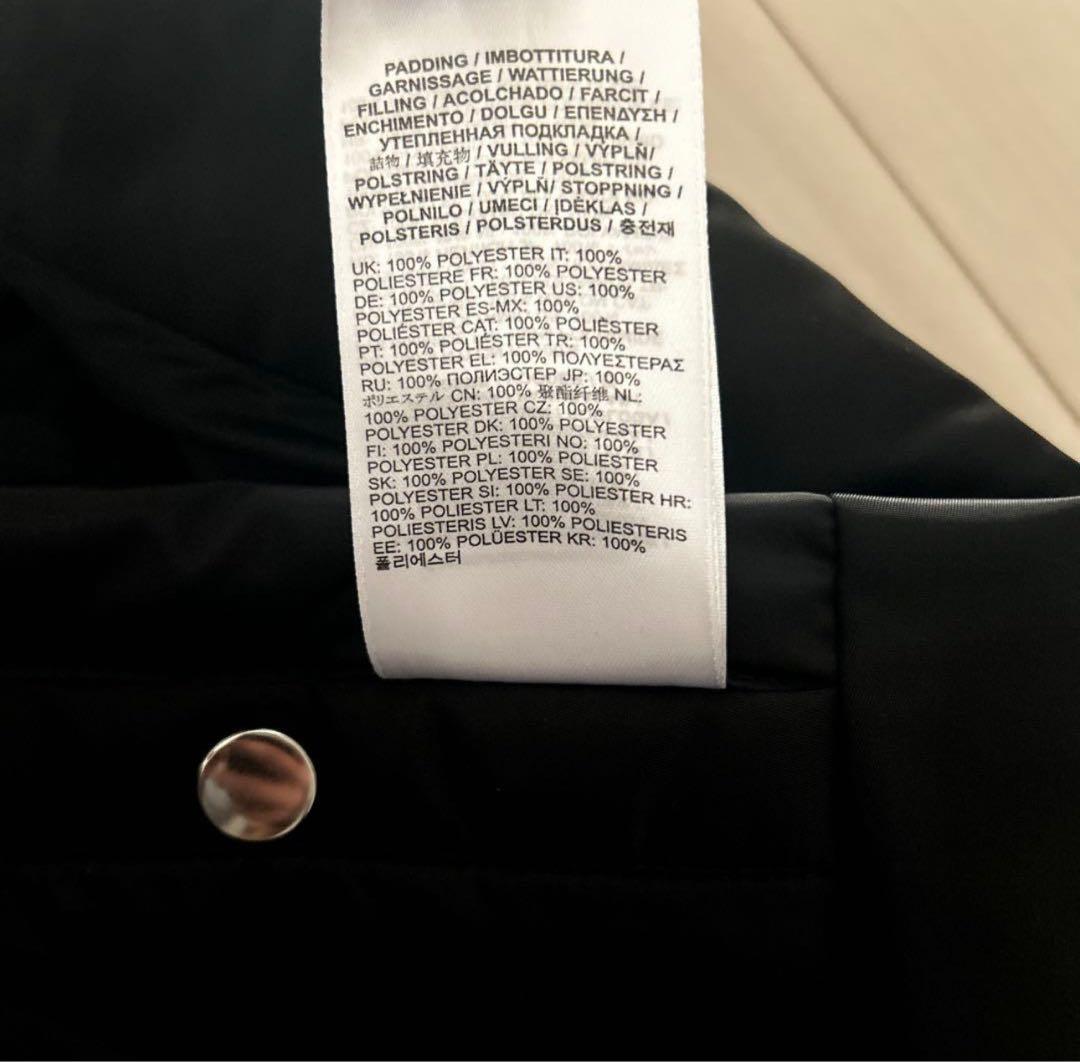 PADDING / IMBOTTITURA /
GARNISSAGE / WATTIERUNG /
FILLING / ACOLCHADO / FARCIT /
ENCHIMENTO / DOLGU / ΕΠΕΝΔΥΣΗ /
УТЕПЛЕННАЯ ПОДКЛАДКА /
詰物 / 填充物 / VULLING / VÝPLŇ/
POLSTRING / TÄYTE / POLSTRING /
WYPEŁNIENIE / VÝPLŇ/ STOPPNING /
POLNILO / UMECI / ĮDĖKLAS /
POLSTERIS / POLSTERDUS / 충전재
UK: 100% POLYESTER IT: 100%
POLIESTERE FR: 100% POLYESTER
DE: 100% POLYESTER US: 100%
POLYESTER ES-MX: 100%
POLIÉSTER CAT: 100% POLIÈSTER
PT: 100% POLIÉSTER TR: 100%
POLYESTER EL: 100% ΠΟΛΥΕΣΤΕΡΑΣ
RU: 100% ПОЛИЭСТЕР JP: 100%
ポリエステル CN: 100% 聚酯纤维 NL:
100% POLYESTER CZ: 100%
POLYESTER DK: 100% POLYESTER
FI: 100% POLYESTERI NO: 100%
POLYESTER PL: 100% POLIESTER
SK: 100% POLYESTER SE: 100%
POLYESTER SI: 100% POLIESTER HR:
100% POLIESTER LT: 100%
POLIESTERIS LV: 100% POLIESTERIS
EE: 100% POLÜESTER KR: 100%
폴리에스터